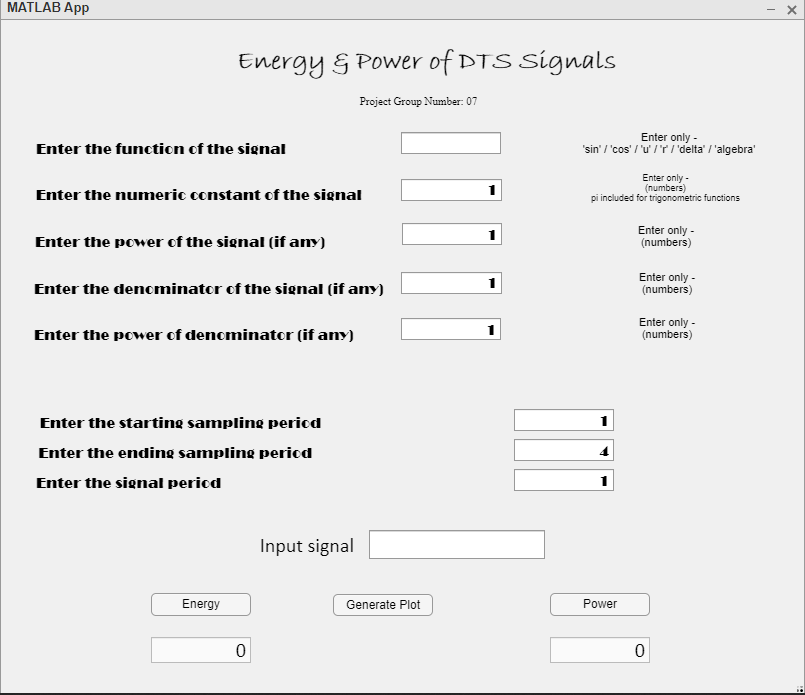 MATLAB App
Energy & Power of DTS Signals
Project Group Number: 07
Enter the function of the signal
Enter only -
'sin' / 'cos' / 'u' / 'r' / 'delta' / 'algebra'
Enter the numeric constant of the signal 1
Enter only -
(numbers)
pi included for trigonometric functions
Enter the power of the signal (if any) 1
Enter only -
(numbers)
Enter the denominator of the signal (if any) 1
Enter only -
(numbers)
Enter the power of denominator (if any) 1
Enter only -
(numbers)
Enter the starting sampling period 1
Enter the ending sampling period 4
Enter the signal period 1
Input signal
Energy Generate Plot Power
0 0